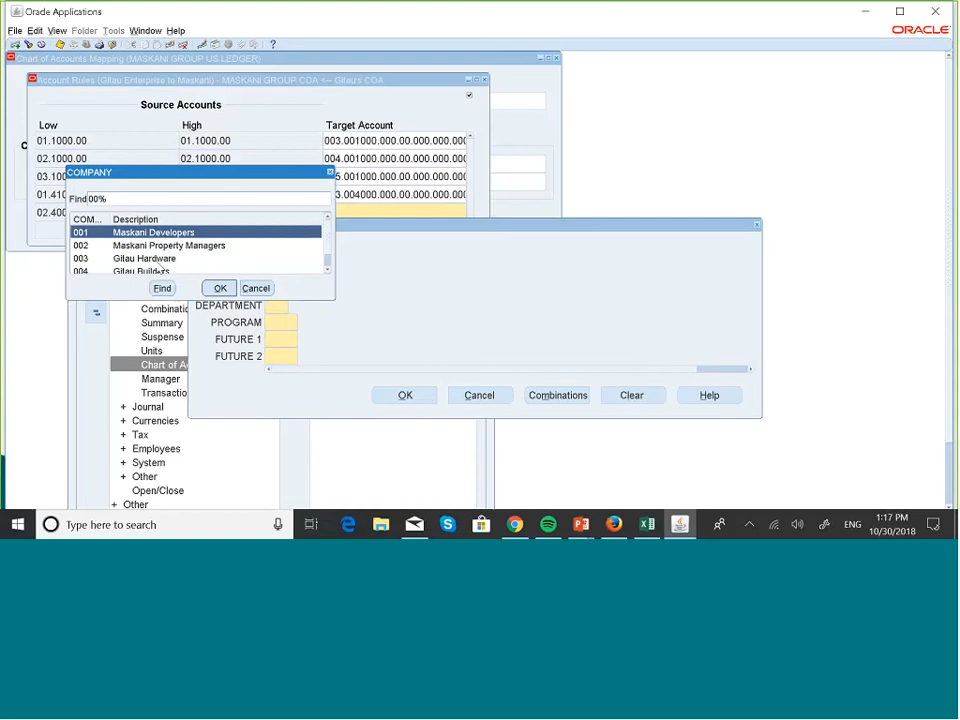 Oracle Applications
File Edit View Folder Tools Window Help
ORACLE
Chart of Accounts Mapping (MASKANI GROUP US LEDGER)
Account Rules (Gitau Enterprise to Maskani) - MASKANI GROUP COA <-- Gitau's COA
Source Accounts
Low High Target Account
01.1000.00 01.1000.00 003.001000.000.00.000.000.000
02.1000.00 02.1000.00 004.001000.000.00.000.000.000
COMPANY
Find 00%
COM... Description
001 Maskani Developers
002 Maskani Property Managers
003 Gitau Hardware
004 Gitau Builders
Find OK Cancel
DEPARTMENT
PROGRAM
FUTURE 1
FUTURE 2
OK Cancel Combinations Clear Help
Summary
Suspense
Units
Chart of Ac
Manager
+ Journal
+ Currencies
+ Tax
+ Employees
+ System
+ Other
Open/Close
+ Other
Type here to search
ENG
1:17 PM
10/30/2018